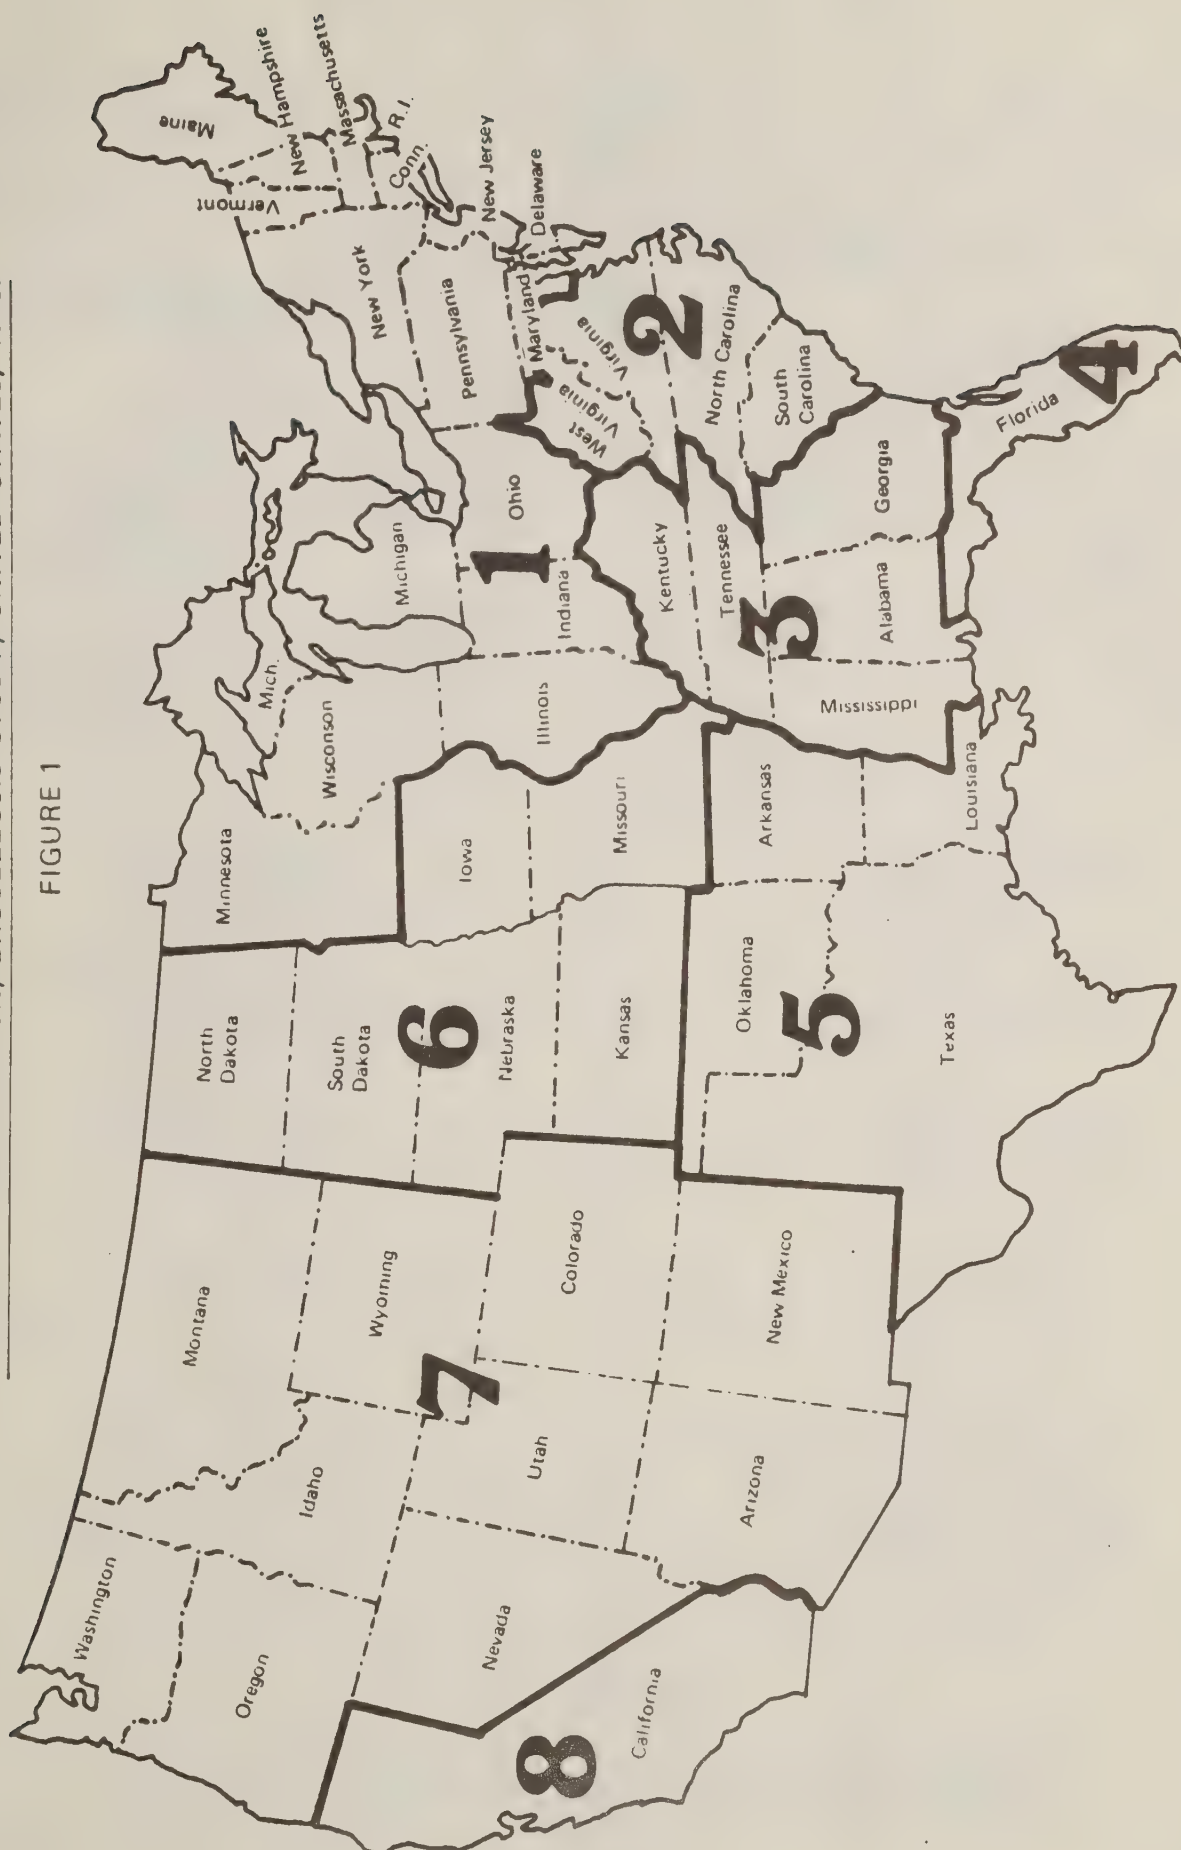 FIGURE 1
Washington
Oregon
California
8
Nevada
Idaho
Montana
Wyoming
7
Utah
Colorado
Arizona
New Mexico
North
Dakota
South
Dakota
6
Nebraska
Kansas
Minnesota
Iowa
Missouri
Oklahoma
5
Texas
Arkansas
Louisiana
Wisconson
Mich.
Michigan
Illinois
Indiana
1
Ohio
Kentucky
Tennessee
3
Mississippi
Alabama
Georgia
Florida
4
West
Virginia
Virginia
2
North Carolina
South
Carolina
Maryland
Delaware
New Jersey
Pennsylvania
New York
Conn.
R.I.
Massachusetts
New Hampshire
Vermont
Maine